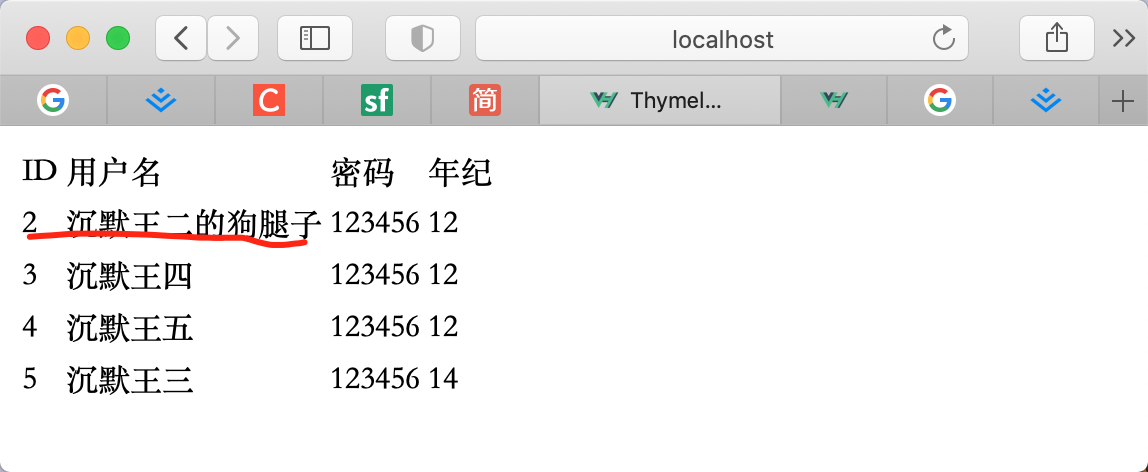 localhost
C
sf
简
Thymel...
ID 用户名 密码 年纪
2 沉默王二的狗腿子 123456 12
3 沉默王四 123456 12
4 沉默王五 123456 12
5 沉默王三 123456 14